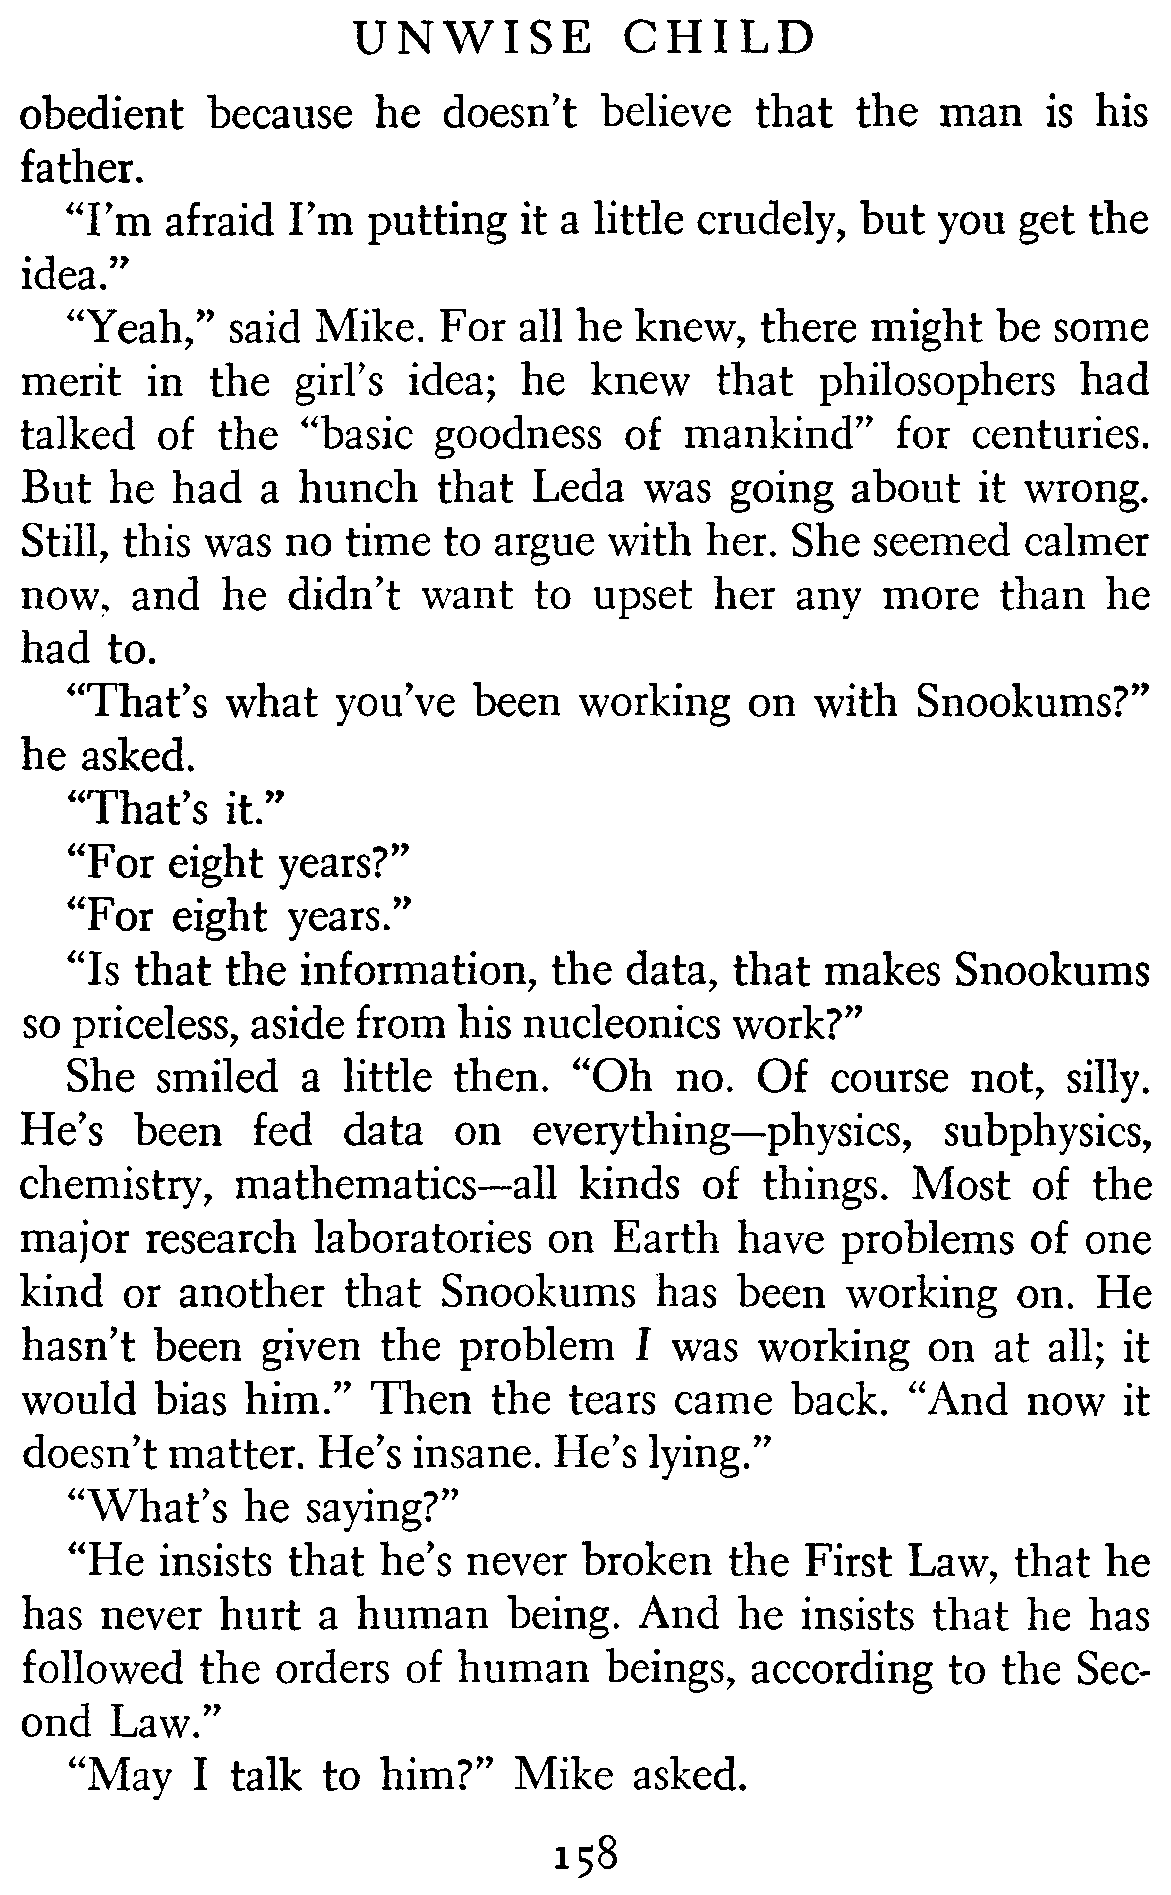 UNWISE CHILD
obedient because he doesn't believe that the man is his
father.
“I'm afraid I'm putting it a little crudely, but you get the
idea.”
“Yeah,” said Mike. For all he knew, there might be some
merit in the girl's idea; he knew that philosophers had
talked of the “basic goodness of mankind” for centuries.
But he had a hunch that Leda was going about it wrong.
Still, this was no time to argue with her. She seemed calmer
now, and he didn't want to upset her any more than he
had to.
“That's what you've been working on with Snookums?”
he asked.
“That's it.”
“For eight years?”
“For eight years.”
“Is that the information, the data, that makes Snookums
so priceless, aside from his nucleonics work?”
She smiled a little then. “Oh no. Of course not, silly.
He's been fed data on everything—physics, subphysics,
chemistry, mathematics—all kinds of things. Most of the
major research laboratories on Earth have problems of one
kind or another that Snookums has been working on. He
hasn't been given the problem I was working on at all; it
would bias him.” Then the tears came back. “And now it
doesn't matter. He's insane. He's lying.”
“What's he saying?”
“He insists that he's never broken the First Law, that he
has never hurt a human being. And he insists that he has
followed the orders of human beings, according to the Sec-
ond Law.”
“May I talk to him?” Mike asked.
158